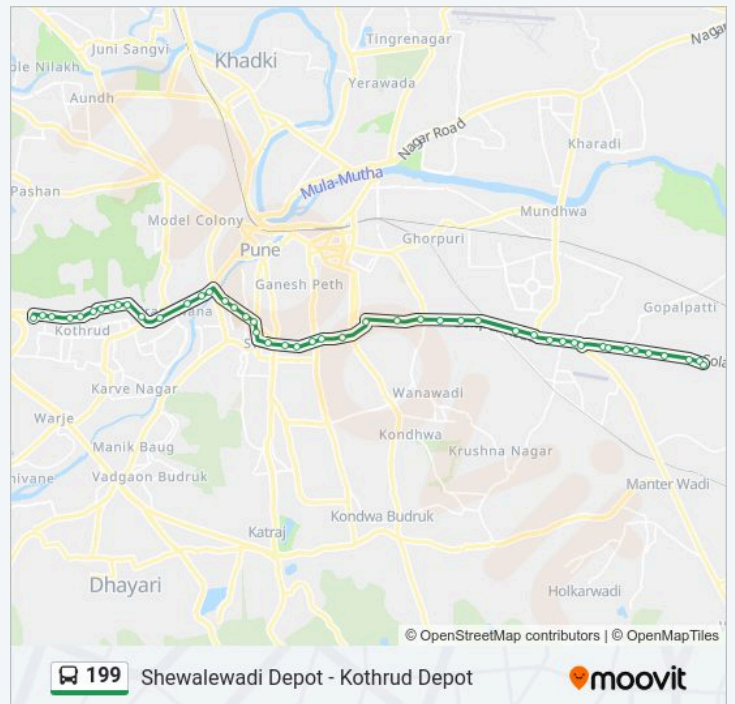 Nagar
Juni Sangvi
Tingrenagar
Khadki
Nilakh
Yerawada
Aundh
Nagar Road
Kharadi
Mula-Mutha
Pashan
Model Colony
Mundhwa
Ghorpuri
Pune
Ganesh Peth
Gopalpatti
Kothrud
Sola
Karve Nagar
Wanawadi
Warje
Kondhwa
Manik Baug
Krushna Nagar
Vadgaon Budruk
Manter Wadi
Kondwa Budruk
Katraj
Dhayari
Holkarwadi
© OpenStreetMap contributors | © OpenMapTiles
199 Shewalewadi Depot - Kothrud Depot
moovit